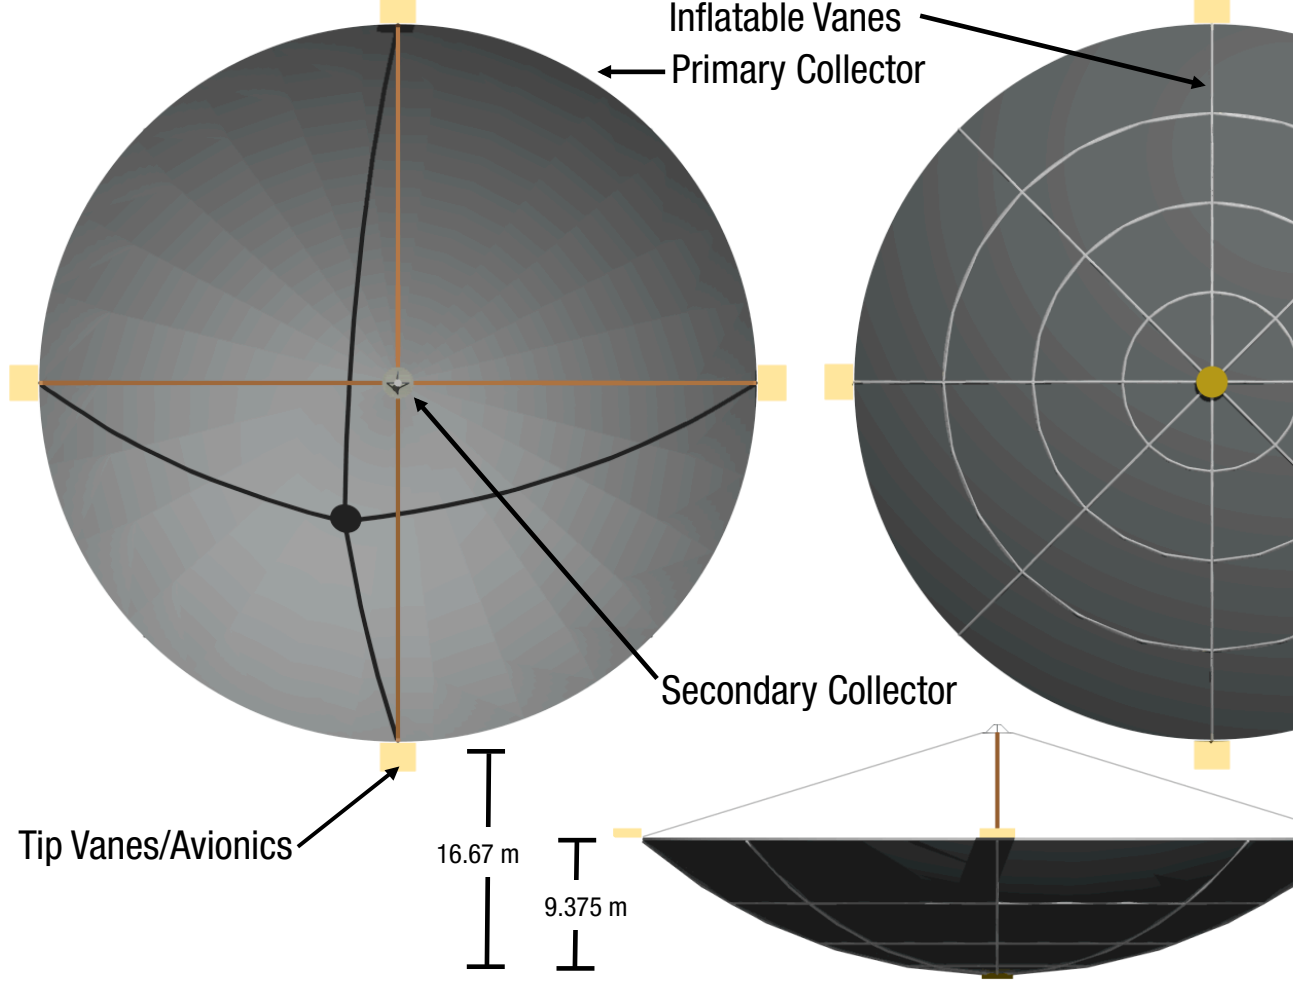 Inflatable Vanes
Primary Collector
Secondary Collector
Tip Vanes/Avionics
16.67 m
9.375 m